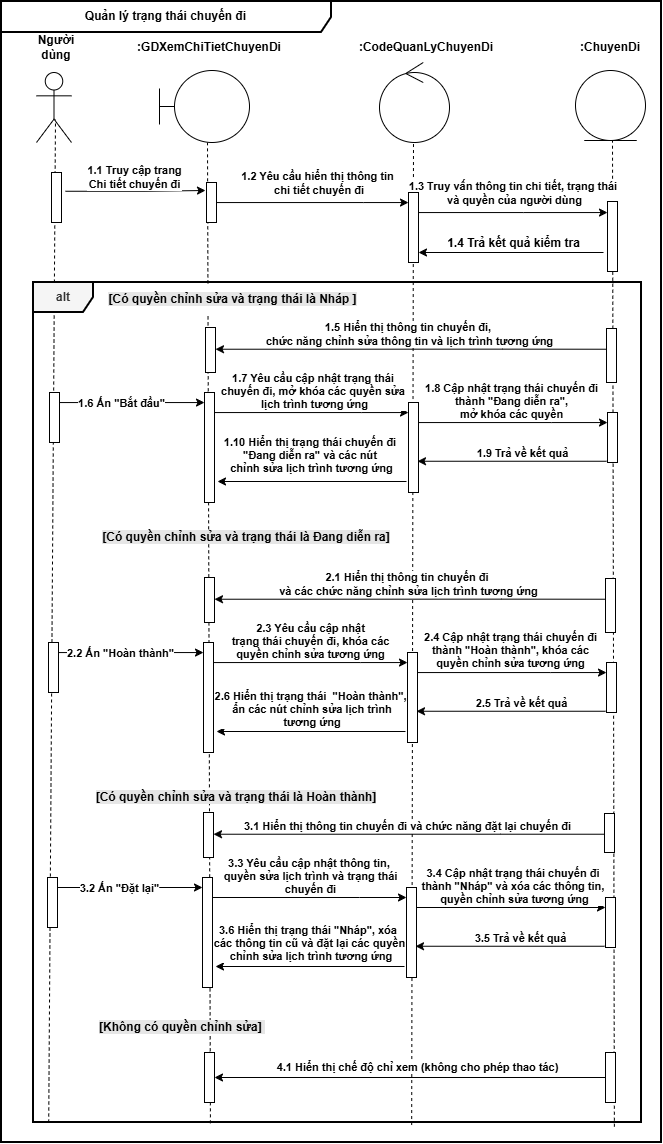 Quản lý trạng thái chuyến đi
Người
dùng
:GDXemChiTietChuyenDi
:CodeQuanLyChuyenDi
:ChuyenDi
1.1 Truy cập trang
Chi tiết chuyến đi
1.2 Yêu cầu hiển thị thông tin
chi tiết chuyến đi
1.3 Truy vấn thông tin chi tiết, trạng thái
và quyền của người dùng
1.4 Trả kết quả kiểm tra
alt
[Có quyền chỉnh sửa và trạng thái là Nháp ]
1.5 Hiển thị thông tin chuyến đi,
chức năng chỉnh sửa thông tin và lịch trình tương ứng
1.6 Ấn "Bắt đầu"
1.7 Yêu cầu cập nhật trạng thái
chuyến đi, mở khóa các quyền sửa
lịch trình tương ứng
1.8 Cập nhật trạng thái chuyến đi
thành "Đang diễn ra",
mở khóa các quyền
1.9 Trả về kết quả
1.10 Hiển thị trạng thái chuyến đi
"Đang diễn ra" và các nút
chỉnh sửa lịch trình tương ứng
[Có quyền chỉnh sửa và trạng thái là Đang diễn ra]
2.1 Hiển thị thông tin chuyến đi
và các chức năng chỉnh sửa lịch trình tương ứng
2.2 Ấn "Hoàn thành"
2.3 Yêu cầu cập nhật
trạng thái chuyến đi, khóa các
quyền chỉnh sửa tương ứng
2.4 Cập nhật trạng thái chuyến đi
thành "Hoàn thành", khóa các
quyền chỉnh sửa tương ứng
2.5 Trả về kết quả
2.6 Hiển thị trạng thái "Hoàn thành",
ẩn các nút chỉnh sửa lịch trình
tương ứng
[Có quyền chỉnh sửa và trạng thái là Hoàn thành]
3.1 Hiển thị thông tin chuyến đi và chức năng đặt lại chuyến đi
3.2 Ấn "Đặt lại"
3.3 Yêu cầu cập nhật thông tin,
quyền sửa lịch trình và trạng thái
chuyến đi
3.4 Cập nhật trạng thái chuyến đi
thành "Nháp" và xóa các thông tin,
quyền chỉnh sửa tương ứng
3.5 Trả về kết quả
3.6 Hiển thị trạng thái "Nháp", xóa
các thông tin cũ và đặt lại các quyền
chỉnh sửa lịch trình tương ứng
[Không có quyền chỉnh sửa]
4.1 Hiển thị chế độ chỉ xem (không cho phép thao tác)